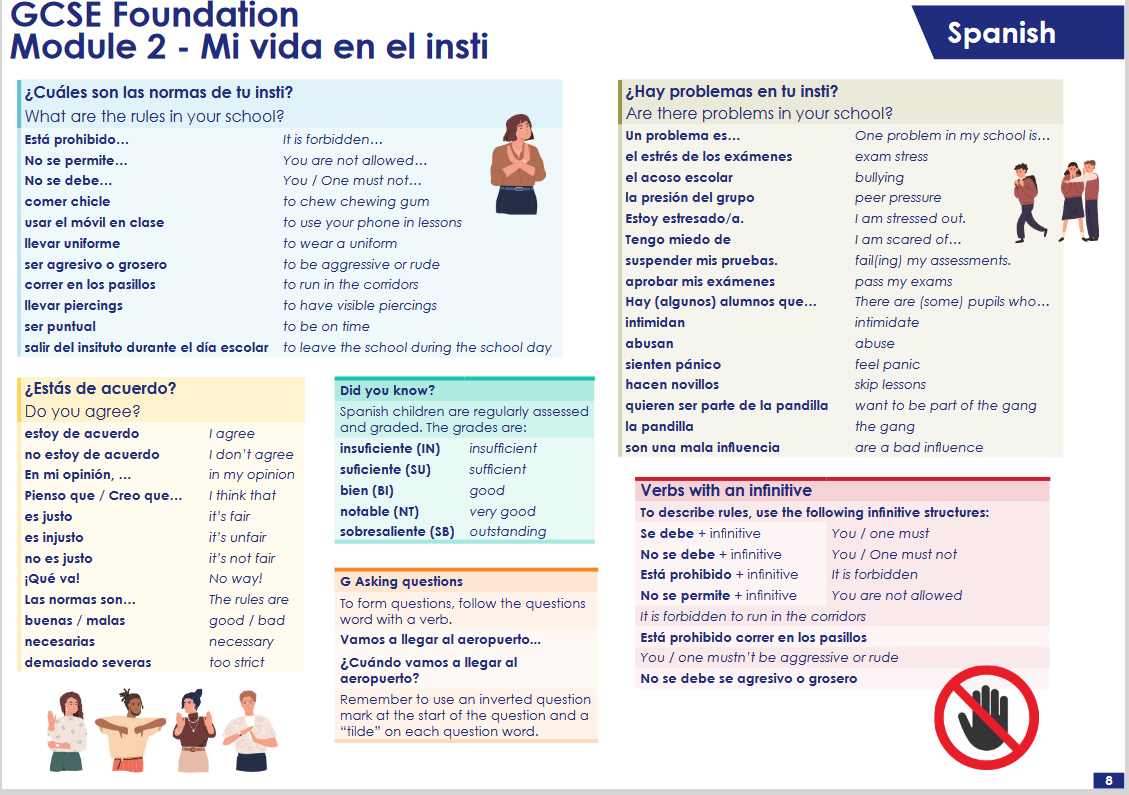 GCSE Foundation
Module 2 - Mi vida en el insti
Spanish
¿Cuáles son las normas de tu insti?
What are the rules in your school?
Está prohibido… It is forbidden…
No se permite… You are not allowed…
No se debe… You / One must not…
comer chicle to chew chewing gum
usar el móvil en clase to use your phone in lessons
llevar uniforme to wear a uniform
ser agresivo o grosero to be aggressive or rude
correr en los pasillos to run in the corridors
llevar piercings to have visible piercings
ser puntual to be on time
salir del insituto durante el día escolar to leave the school during the school day
¿Estás de acuerdo?
Do you agree?
estoy de acuerdo I agree
no estoy de acuerdo I don’t agree
En mi opinión, … in my opinion
Pienso que / Creo que… I think that
es justo it’s fair
es injusto it’s unfair
no es justo it’s not fair
¡Qué va! No way!
Las normas son… The rules are
buenas / malas good / bad
necesarias necessary
demasiado severas too strict
Did you know?
Spanish children are regularly assessed
and graded. The grades are:
insuficiente (IN) insufficient
suficiente (SU) sufficient
bien (BI) good
notable (NT) very good
sobresaliente (SB) outstanding
G Asking questions
To form questions, follow the questions
word with a verb.
Vamos a llegar al aeropuerto...
¿Cuándo vamos a llegar al
aeropuerto?
Remember to use an inverted question
mark at the start of the question and a
“tilde” on each question word.
¿Hay problemas en tu insti?
Are there problems in your school?
Un problema es… One problem in my school is…
el estrés de los exámenes exam stress
el acoso escolar bullying
la presión del grupo peer pressure
Estoy estresado/a. I am stressed out.
Tengo miedo de I am scared of…
suspender mis pruebas. fail(ing) my assessments.
aprobar mis exámenes pass my exams
Hay (algunos) alumnos que… There are (some) pupils who…
intimidan intimidate
abusan abuse
sienten pánico feel panic
hacen novillos skip lessons
quieren ser parte de la pandilla want to be part of the gang
la pandilla the gang
son una mala influencia are a bad influence
Verbs with an infinitive
To describe rules, use the following infinitive structures:
Se debe + infinitive You / one must
No se debe + infinitive You / One must not
Está prohibido + infinitive It is forbidden
No se permite + infinitive You are not allowed
It is forbidden to run in the corridors
Está prohibido correr en los pasillos
You / one mustn’t be aggressive or rude
No se debe se agresivo o grosero
8